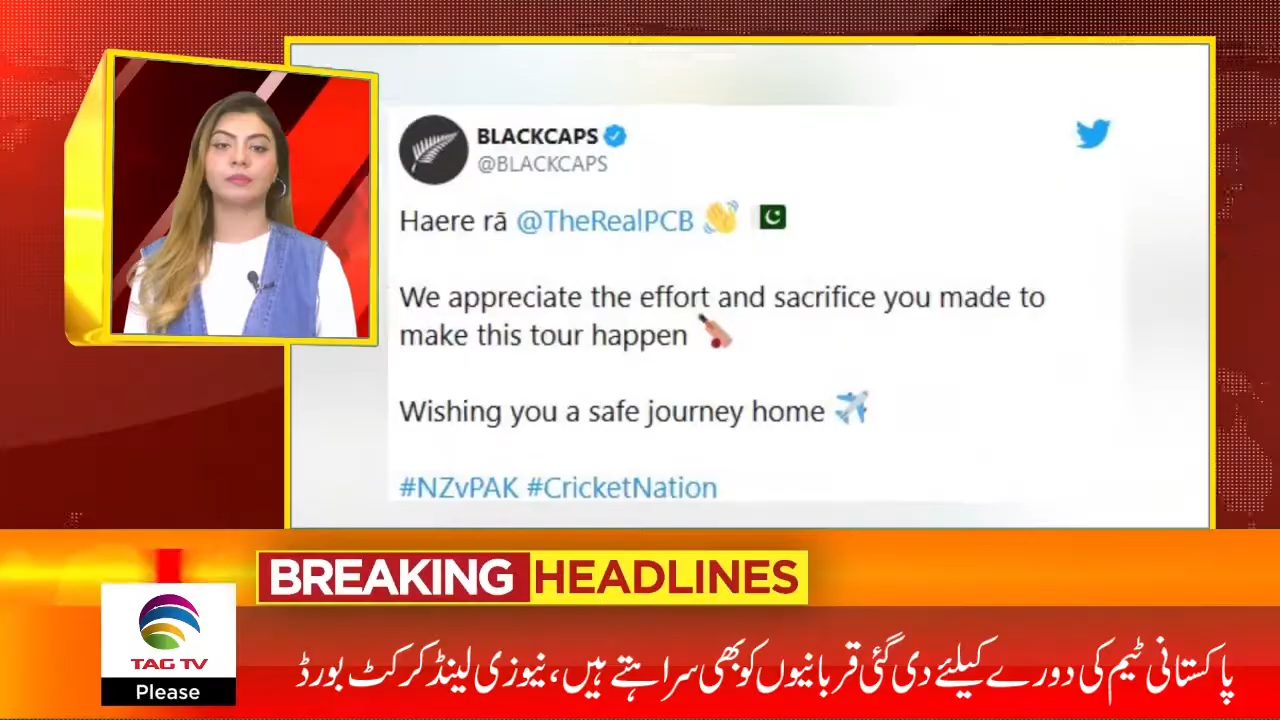 BLACKCAPS
@BLACKCAPS
Haere rā @TheRealPCB
We appreciate the effort and sacrifice you made to
make this tour happen
Wishing you a safe journey home
#NZvPAK #CricketNation
BREAKING HEADLINES
پاکستانی ٹیم کی دورے کیلئے دی گئی قربانیوں کو بھی سراہتے ہیں، نیوزی لینڈ کرکٹ بورڈ
TAG TV
Please